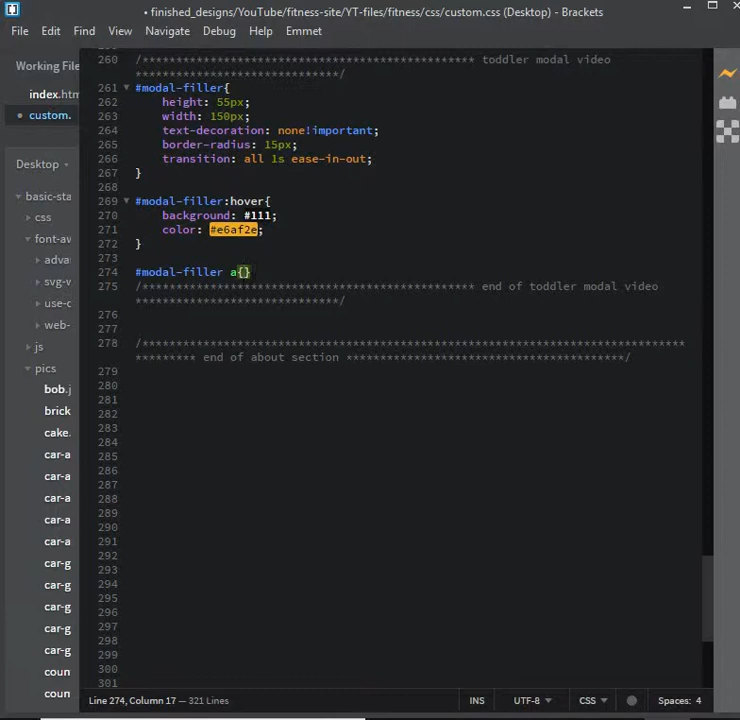 • finished_designs/YouTube/fitness-site/YT-files/fitness/css/custom.css (Desktop) - Brackets
File Edit Find View Navigate Debug Help Emmet
Working File
index.htm
• custom.
Desktop
basic-sta
css
font-aw
adva
svg-v
use-c
web-
js
pics
bob.j
brick
cake.
car-a
car-a
car-a
car-a
car-a
car-g
car-g
car-g
car-g
car-g
coun
coun
260 /************************************************* toddler modal video
******************************/
261 #modal-filler{
262 height: 55px;
263 width: 150px;
264 text-decoration: none!important;
265 border-radius: 15px;
266 transition: all 1s ease-in-out;
267 }
268
269 #modal-filler:hover{
270 background: #111;
271 color: #e6af2e;
272 }
273
274 #modal-filler a{}
275 /************************************************* end of toddler modal video
******************************/
276
277
278 /********************************************************************************
********* end of about section *****************************************/
279
280
281
282
283
284
285
286
287
288
289
290
291
292
293
294
295
296
297
298
299
300
301
Line 274, Column 17 — 321 Lines
INS UTF-8 CSS Spaces: 4